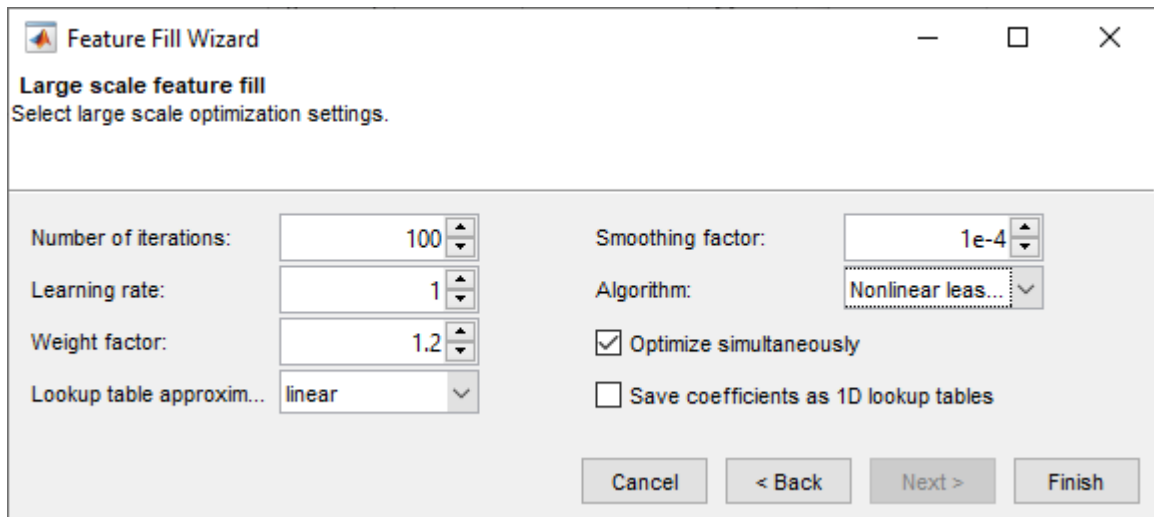 Feature Fill Wizard
Large scale feature fill
Select large scale optimization settings.
Number of iterations: 100
Smoothing factor: 1e-4
Learning rate: 1
Algorithm: Nonlinear leas...
Weight factor: 1.2
Optimize simultaneously
Lookup table approxim... linear
Save coefficients as 1D lookup tables
Cancel
< Back
Next >
Finish